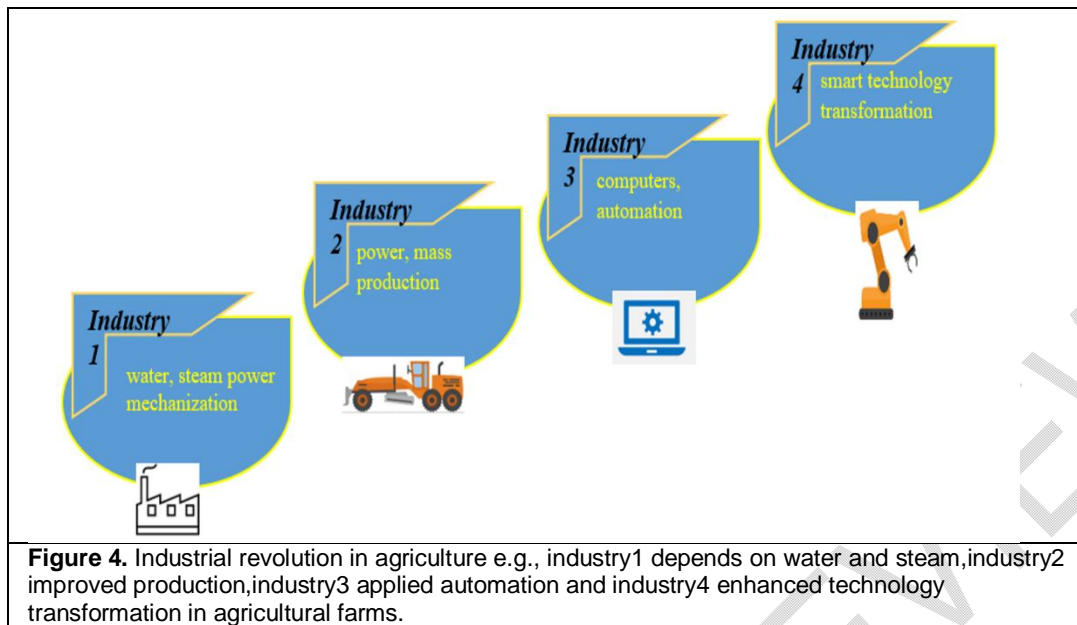 Industry
4
smart technology
transformation
Industry
3
computers,
automation
Industry
2
power, mass
production
Industry
1
water, steam power
mechanization
Figure 4. Industrial revolution in agriculture e.g., industry1 depends on water and steam,industry2
improved production,industry3 applied automation and industry4 enhanced technology
transformation in agricultural farms.